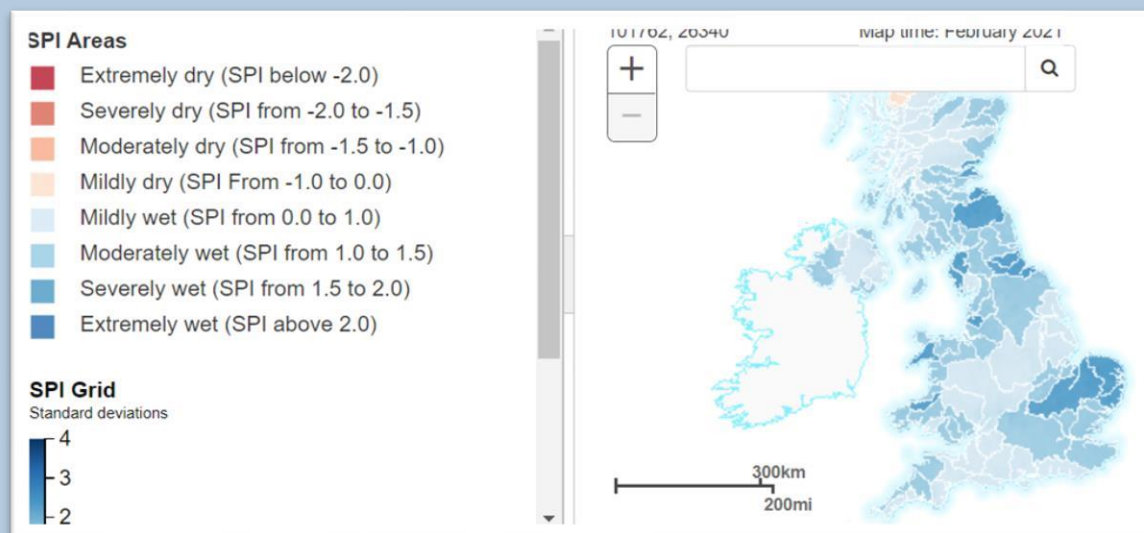 SPI Areas
Extremely dry (SPI below -2.0)
Severely dry (SPI from -2.0 to -1.5)
Moderately dry (SPI from -1.5 to -1.0)
Mildly dry (SPI From -1.0 to 0.0)
Mildly wet (SPI from 0.0 to 1.0)
Moderately wet (SPI from 1.0 to 1.5)
Severely wet (SPI from 1.5 to 2.0)
Extremely wet (SPI above 2.0)
SPI Grid
Standard deviations
4
3
2
101762, 26340
Map time: February 2021
+
−
300km
200mi